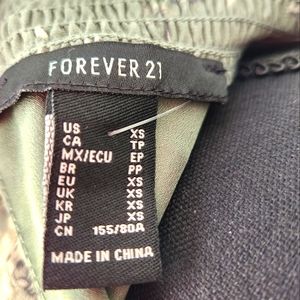 FOREVER 21
US XS
CA TP
MX/ECU EP
BR PP
EU XS
UK XS
KR XS
JP XS
CN 155/80A
MADE IN CHINA